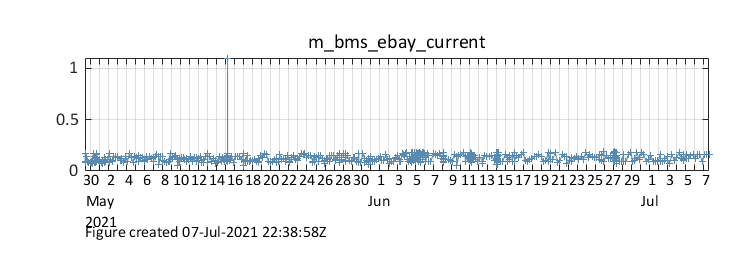 m_bms_ebay_current
1
0.5
0
30 2 4 6 8 10 12 14 16 18 20 22 24 26 28 30 1 3 5 7 9 11 13 15 17 19 21 23 25 27 29 1 3 5 7
May Jun Jul
2021
Figure created 07-Jul-2021 22:38:58Z